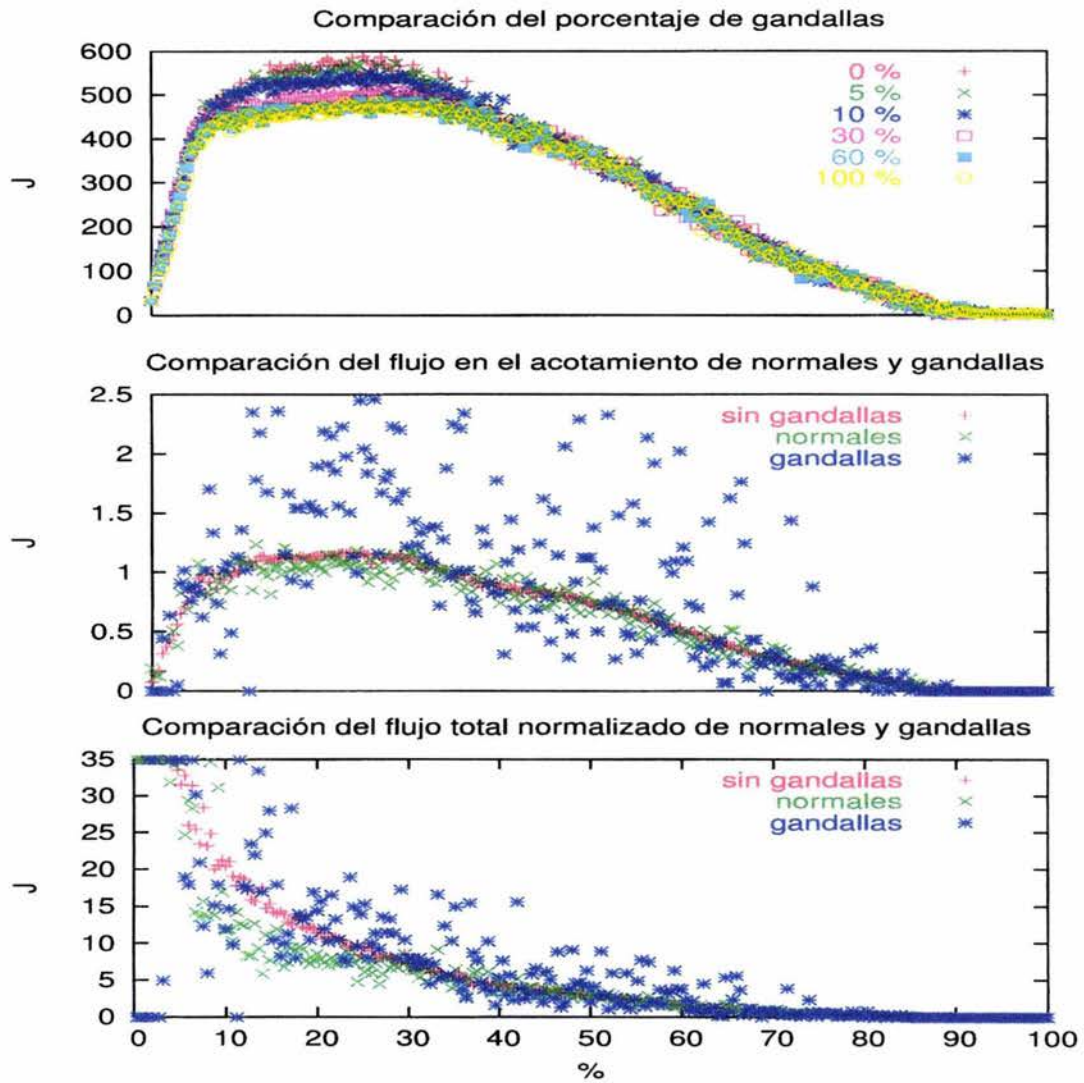 Comparación del porcentaje de gandallas
600
500
400
300
200
100
0
J
0 %
5 %
10 %
30 %
60 %
100 %
Comparación del flujo en el acotamiento de normales y gandallas
2.5
2
1.5
1
0.5
0
J
sin gandallas
normales
gandallas
Comparación del flujo total normalizado de normales y gandallas
35
30
25
20
15
10
5
0
J
sin gandallas
normales
gandallas
0 10 20 30 40 50 60 70 80 90 100
%